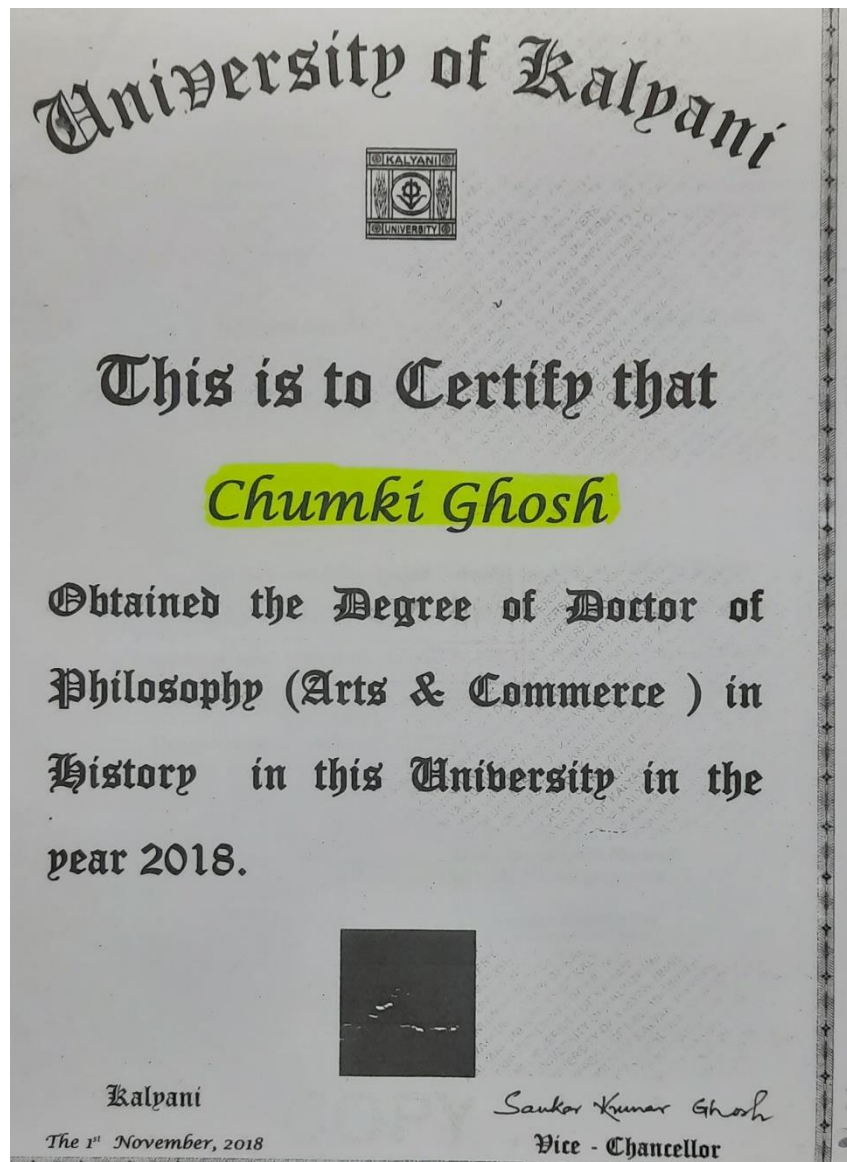 University of Kalyani
KALYANI
UNIVERSITY
This is to Certify that
Chumki Ghosh
Obtained the Degree of Doctor of
Philosophy (Arts & Commerce ) in
History in this University in the
year 2018.
Kalyani
Sankar Kumar Ghosh
The 1st November, 2018
Vice - Chancellor